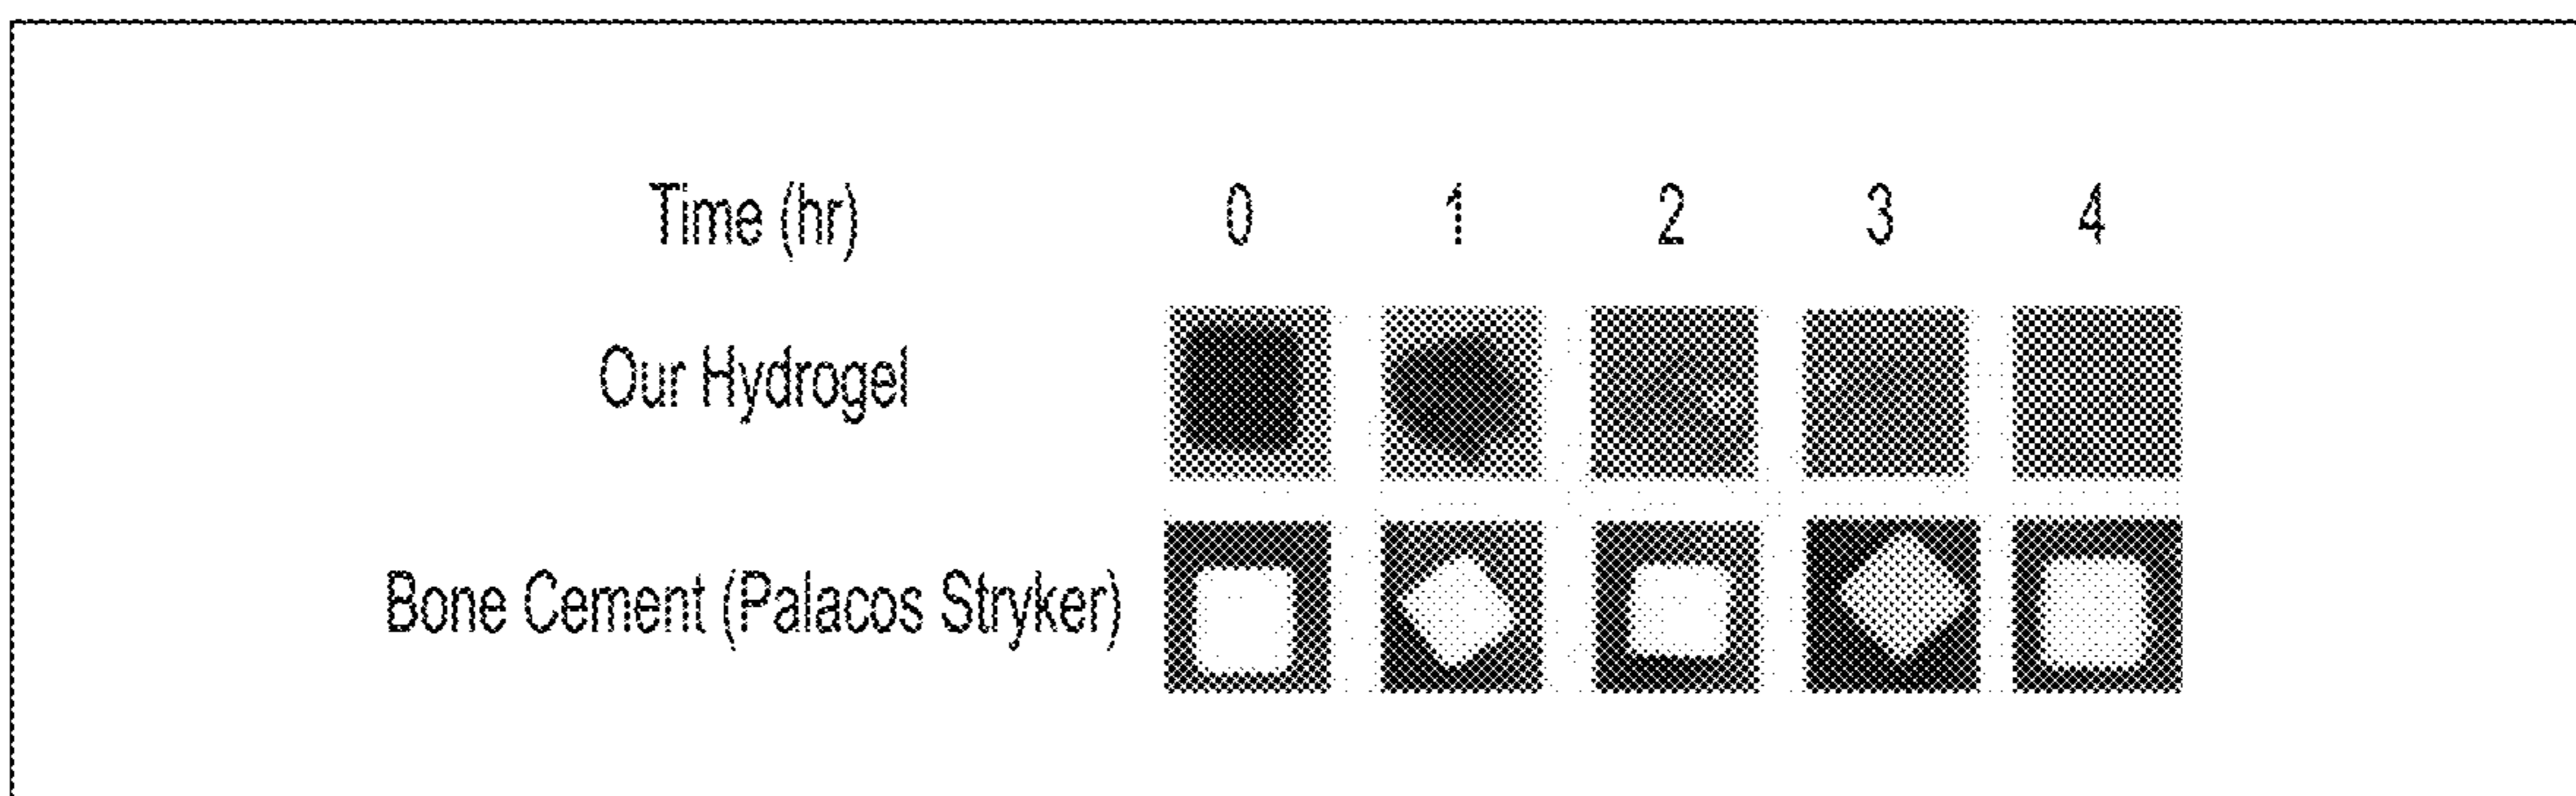 Time (hr) 0 1 2 3 4
Our Hydrogel
Bone Cement (Palacos Stryker)